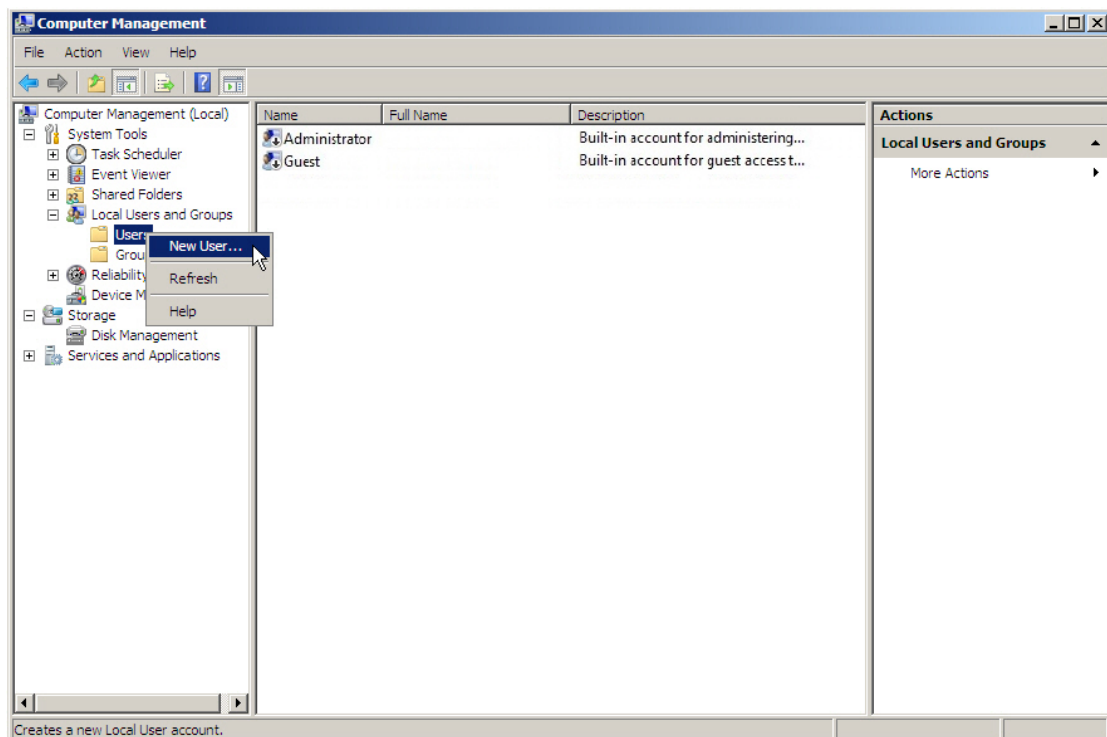 Computer Management
File Action View Help
Computer Management (Local)
System Tools
Task Scheduler
Event Viewer
Shared Folders
Local Users and Groups
Users
Grou
Reliability
Device M
Storage
Disk Management
Services and Applications
New User...
Refresh
Help
Name Full Name Description
Administrator Built-in account for administering...
Guest Built-in account for guest access t...
Actions
Local Users and Groups
More Actions
Creates a new Local User account.